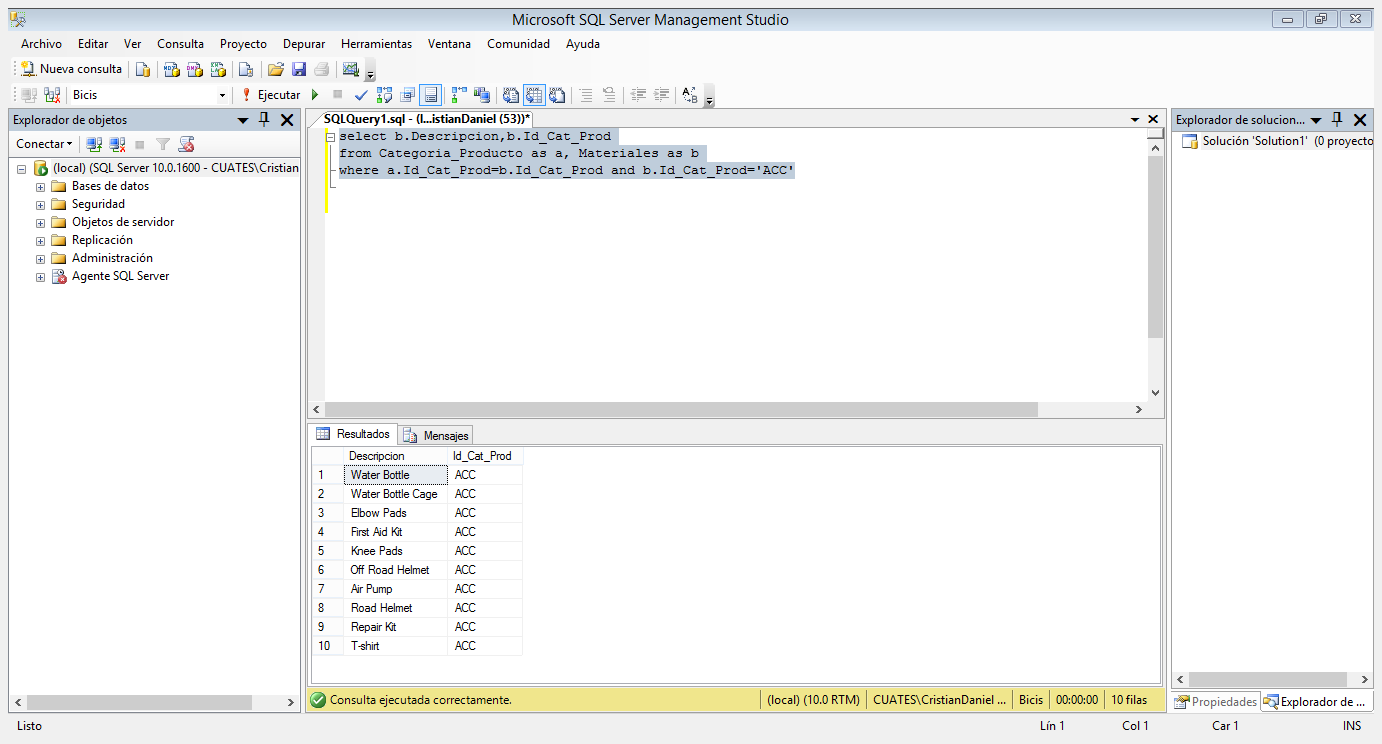 Microsoft SQL Server Management Studio
Archivo Editar Ver Consulta Proyecto Depurar Herramientas Ventana Comunidad Ayuda
Nueva consulta
Bicis Ejecutar
Explorador de objetos
Conectar
(local) (SQL Server 10.0.1600 - CUATES\Cristian
Bases de datos
Seguridad
Objetos de servidor
Replicación
Administración
Agente SQL Server
SQLQuery1.sql - (l...istianDaniel (53))*
select b.Descripcion,b.Id_Cat_Prod
from Categoria_Producto as a, Materiales as b
where a.Id_Cat_Prod=b.Id_Cat_Prod and b.Id_Cat_Prod='ACC'
Resultados Mensajes
Descripcion Id_Cat_Prod
1 Water Bottle ACC
2 Water Bottle Cage ACC
3 Elbow Pads ACC
4 First Aid Kit ACC
5 Knee Pads ACC
6 Off Road Helmet ACC
7 Air Pump ACC
8 Road Helmet ACC
9 Repair Kit ACC
10 T-shirt ACC
Consulta ejecutada correctamente. (local) (10.0 RTM) CUATES\CristianDaniel ... Bicis 00:00:00 10 filas
Explorador de solucion...
Solución 'Solution1' (0 proyecto
Propiedades Explorador de ...
Listo Lín 1 Col 1 Car 1 INS